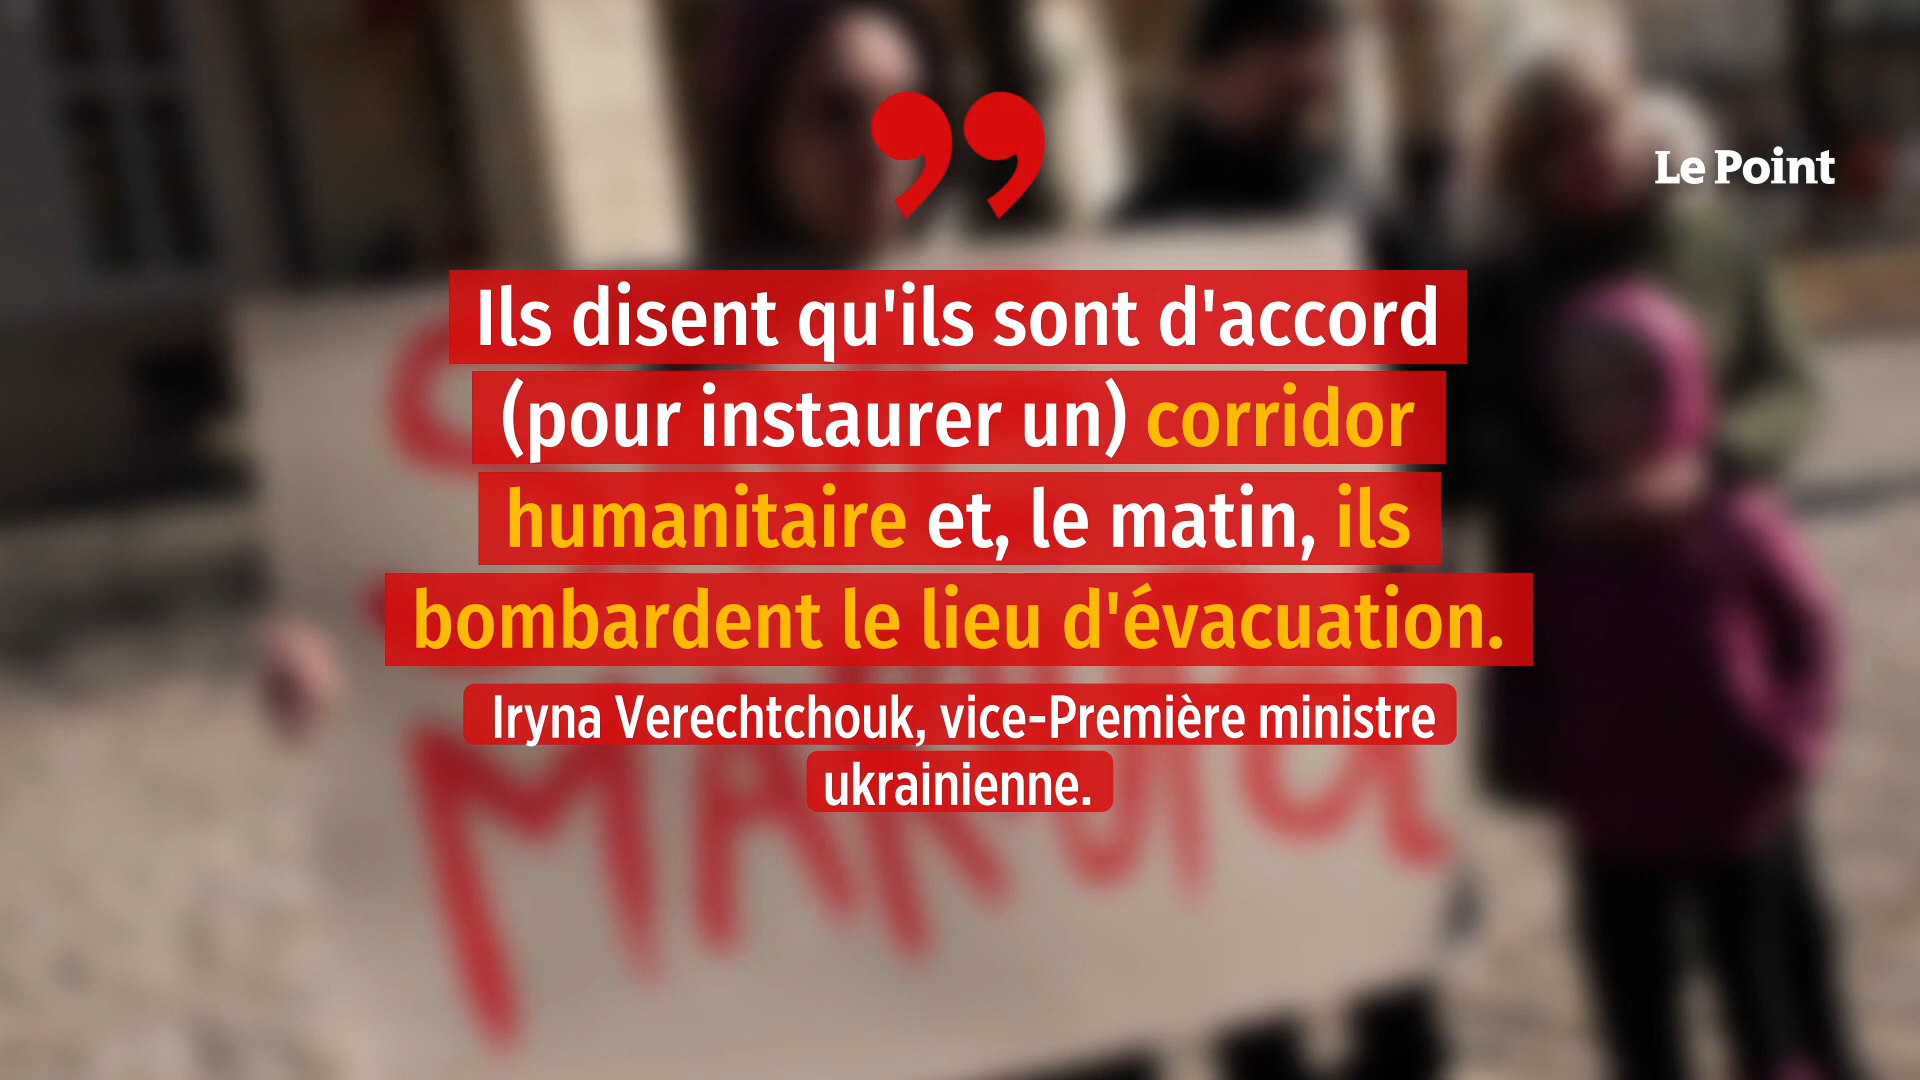 Le Point
Ils disent qu'ils sont d'accord
(pour instaurer un) corridor
humanitaire et, le matin, ils
bombardent le lieu d'évacuation.
Iryna Verechtchouk, vice-Première ministre
ukrainienne.